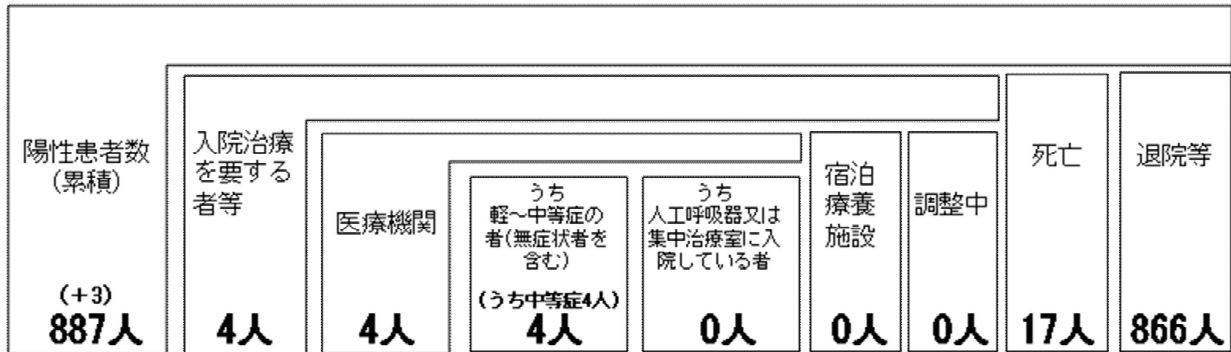 陽性患者数
(累積)
(+3)
887人
入院治療
を要する
者等
4人
医療機関
4人
うち
軽～中等症の
者(無症状者を
含む)
(うち中等症4人)
4人
うち
人工呼吸器又は
集中治療室に入
院している者
0人
宿泊
療養
施設
0人
調整中
0人
死亡
17人
退院等
866人